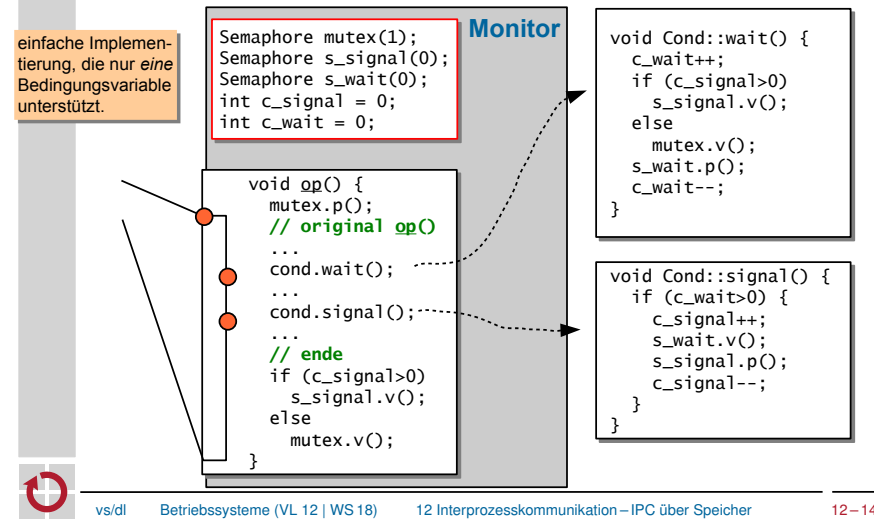 einfache Implemen-
tierung, die nur eine
Bedingungsvariable
unterstützt.
Monitor
Semaphore mutex(1);
Semaphore s_signal(0);
Semaphore s_wait(0);
int c_signal = 0;
int c_wait = 0;
void op() {
mutex.p();
// original op()
...
cond.wait();
...
cond.signal();
...
// ende
if (c_signal>0)
s_signal.v();
else
mutex.v();
}
void Cond::wait() {
c_wait++;
if (c_signal>0)
s_signal.v();
else
mutex.v();
s_wait.p();
c_wait--;
}
void Cond::signal() {
if (c_wait>0) {
c_signal++;
s_wait.v();
s_signal.p();
c_signal--;
}
}
vs/dl Betriebssysteme (VL 12 | WS 18) 12 Interprozesskommunikation – IPC über Speicher 12–14